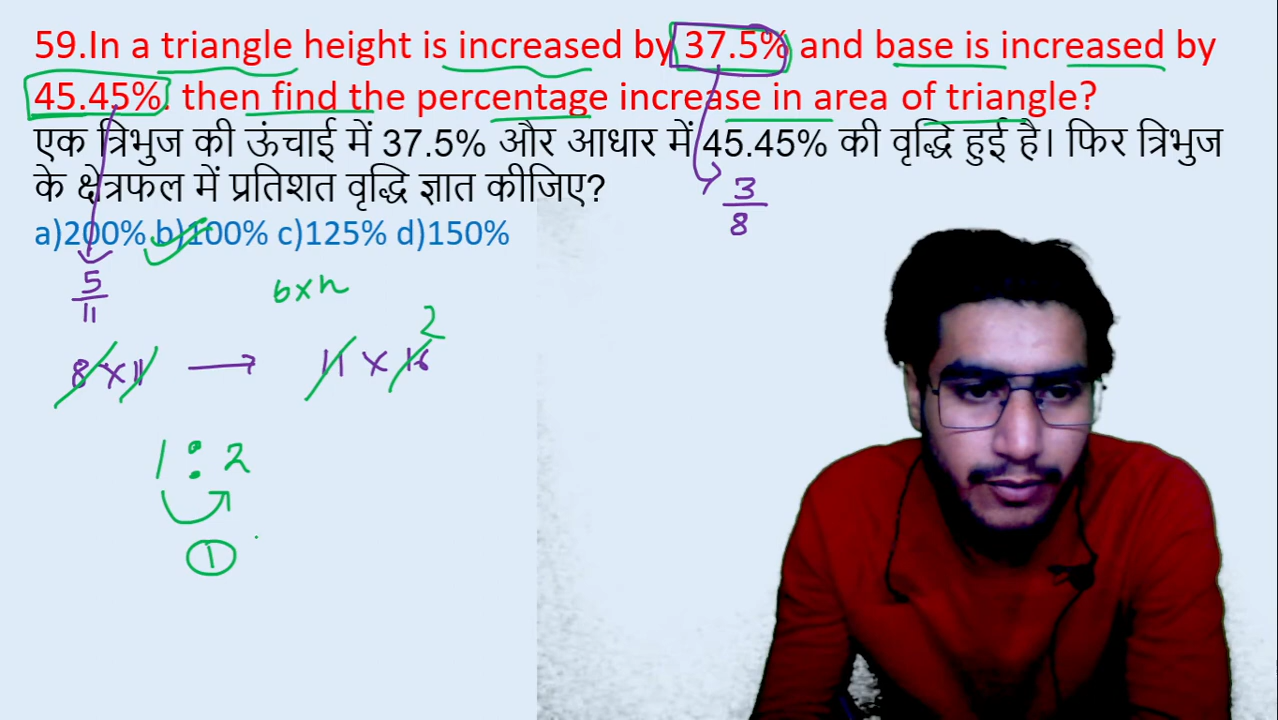 59.In a triangle height is increased by 37.5% and base is increased by
45.45%. then find the percentage increase in area of triangle?
एक त्रिभुज की ऊंचाई में 37.5% और आधार में 45.45% की वृद्धि हुई है। फिर त्रिभुज
के क्षेत्रफल में प्रतिशत वृद्धि ज्ञात कीजिए?
3
8
a)200% b)100% c)125% d)150%
5
11
b×h
2
8×11 → 11×16
1:2
1